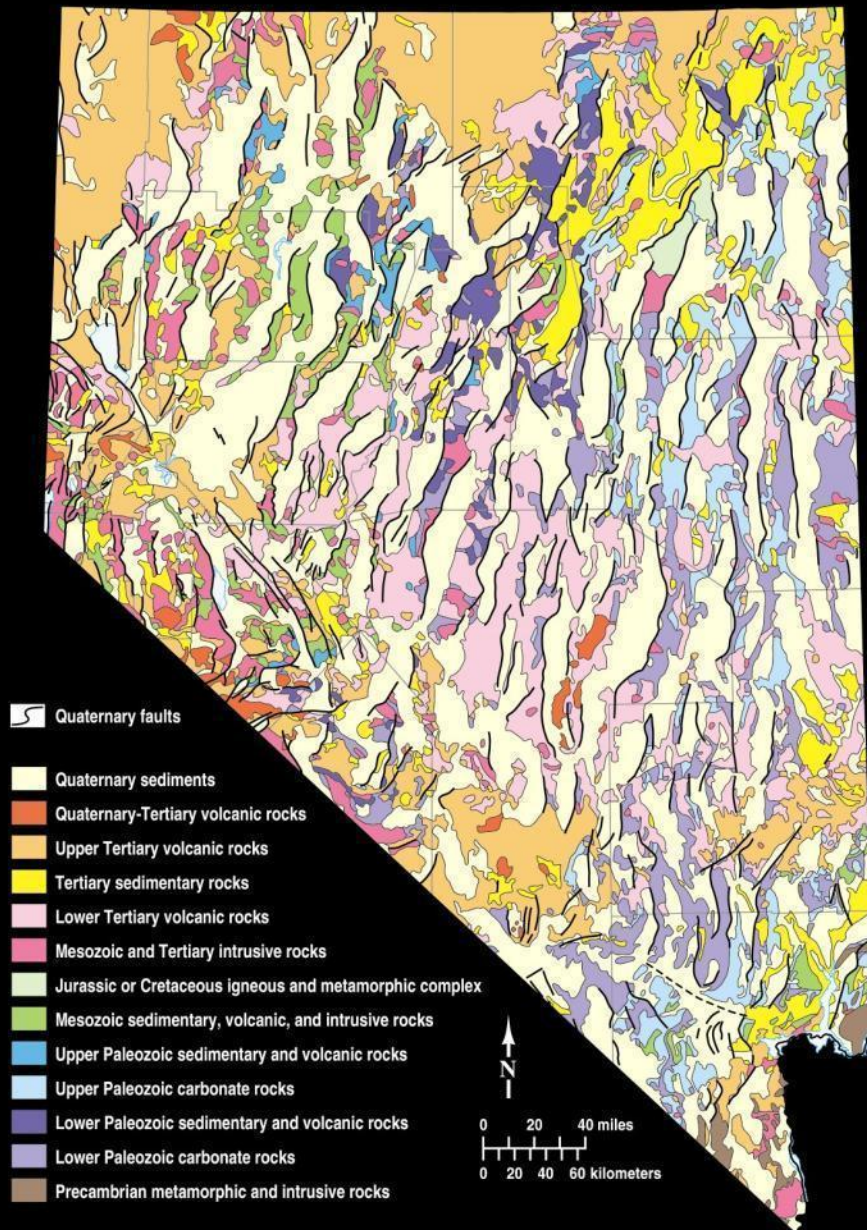 Quaternary faults
Quaternary sediments
Quaternary-Tertiary volcanic rocks
Upper Tertiary volcanic rocks
Tertiary sedimentary rocks
Lower Tertiary volcanic rocks
Mesozoic and Tertiary intrusive rocks
Jurassic or Cretaceous igneous and metamorphic complex
Mesozoic sedimentary, volcanic, and intrusive rocks
Upper Paleozoic sedimentary and volcanic rocks
Upper Paleozoic carbonate rocks
Lower Paleozoic sedimentary and volcanic rocks
Lower Paleozoic carbonate rocks
Precambrian metamorphic and intrusive rocks
N
0 20 40 miles
0 20 40 60 kilometers